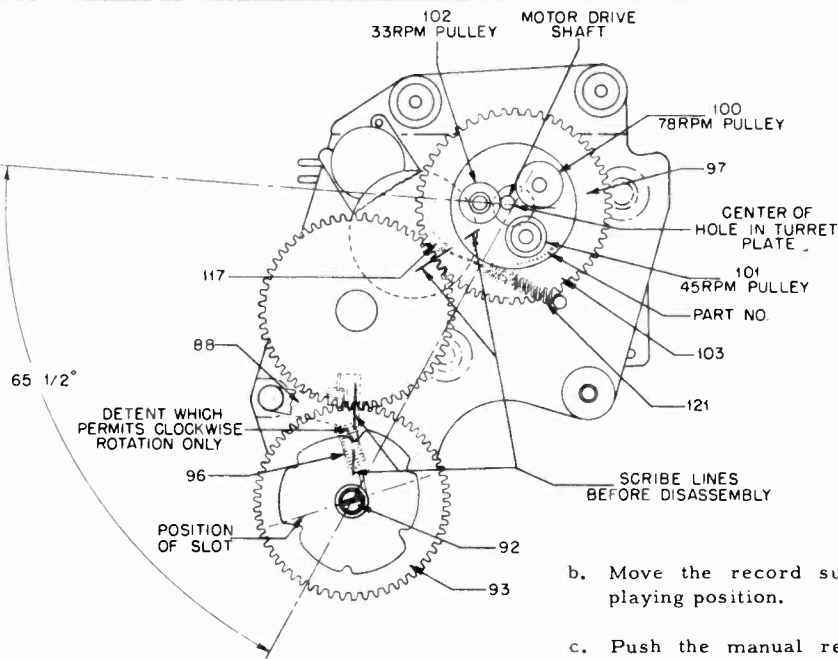 102
33RPM PULLEY
MOTOR DRIVE
SHAFT
100
78RPM PULLEY
97
CENTER OF
HOLE IN TURRET
PLATE
101
45RPM PULLEY
PART NO.
103
121
117
88
65 1/2°
DETENT WHICH
PERMITS CLOCKWISE
ROTATION ONLY
96
SCRIBE LINES
BEFORE DISASSEMBLY
POSITION
OF SLOT
92
93
b. Move the record su
playing position.
c. Push the manual re